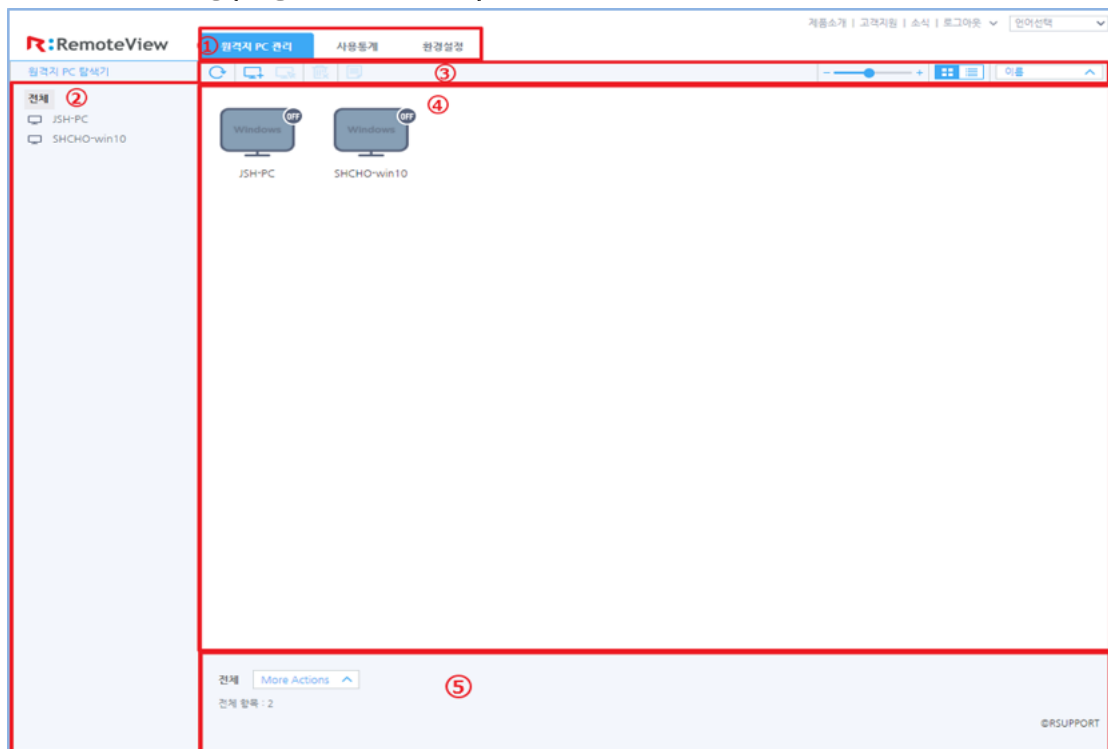 제품소개 | 고객지원 | 소식 | 로그아웃 언어선택
RemoteView ① 원격지 PC 관리 사용통계 환경설정
원격지 PC 탐색기 ③ - + 이름
전체 ② ④
JSH-PC
SHCHO-win10
Windows OFF Windows OFF
JSH-PC SHCHO-win10
전체 More Actions ⑤
전체 항목 : 2
©RSUPPORT